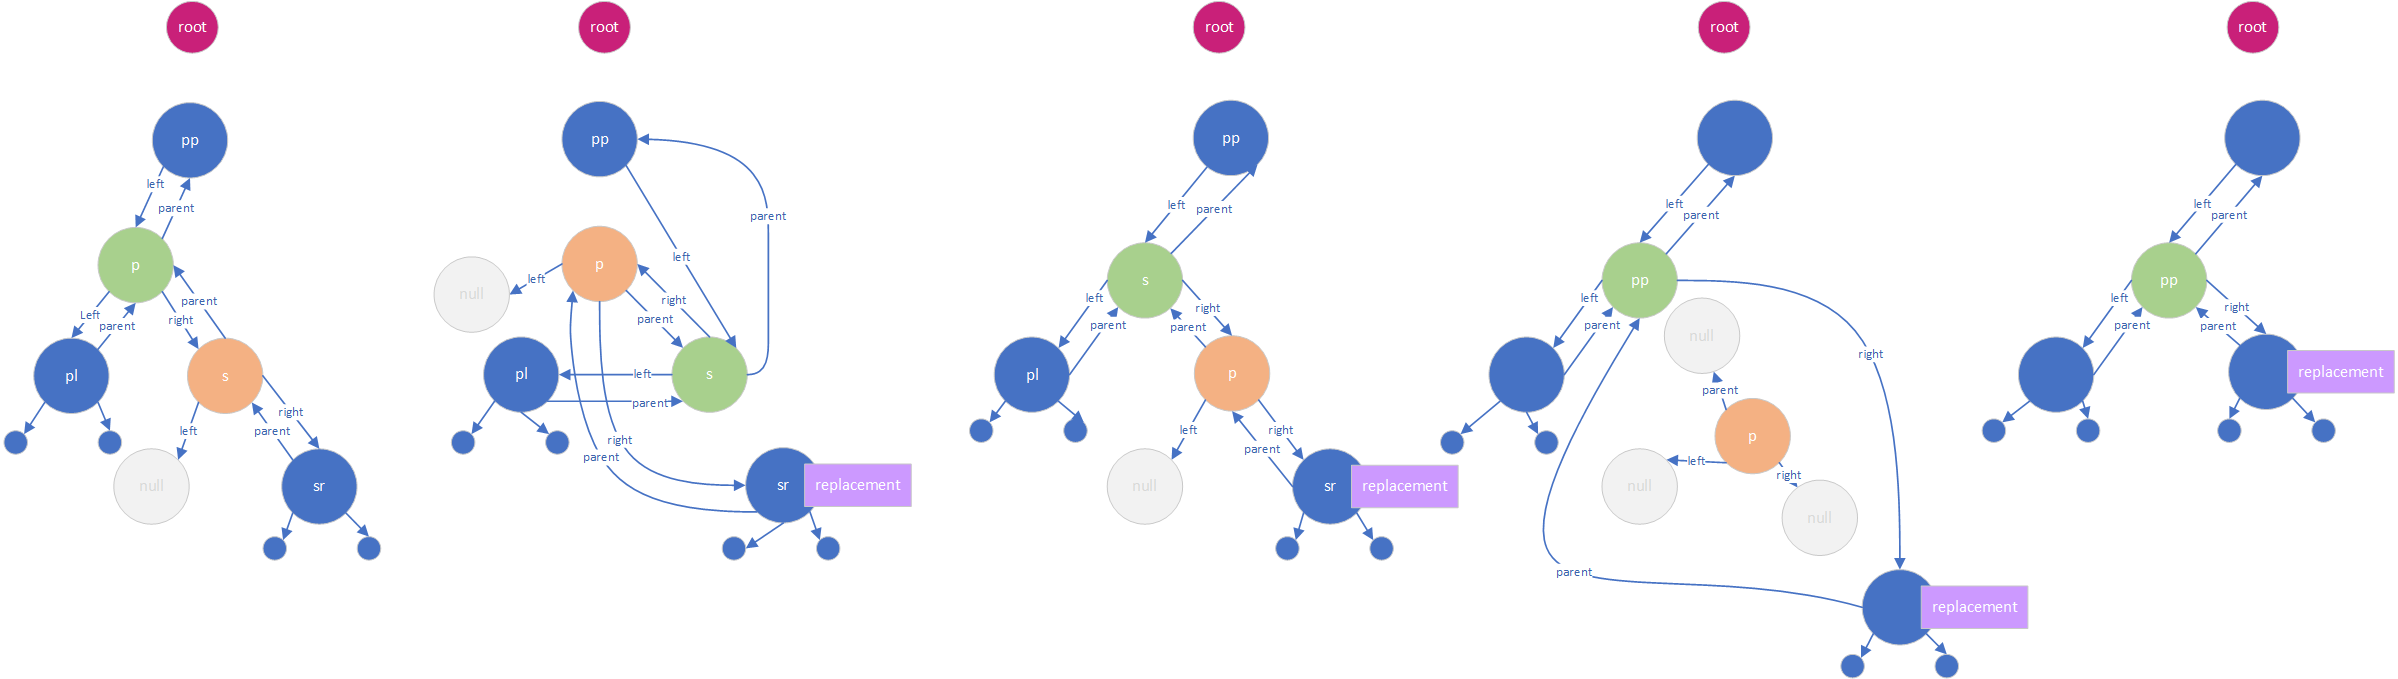 root
pp
left
parent
p
Left
parent
right
parent
pl
s
left
right
parent
null
sr
root
pp
parent
left
p
left
null
right
parent
pl
left
s
parent
right
parent
sr
replacement
root
pp
left
parent
s
left
parent
right
parent
pl
p
left
right
parent
null
sr
replacement
root
left
parent
pp
left
parent
null
right
parent
p
left
right
null
null
parent
replacement
root
left
parent
pp
left
parent
right
parent
replacement